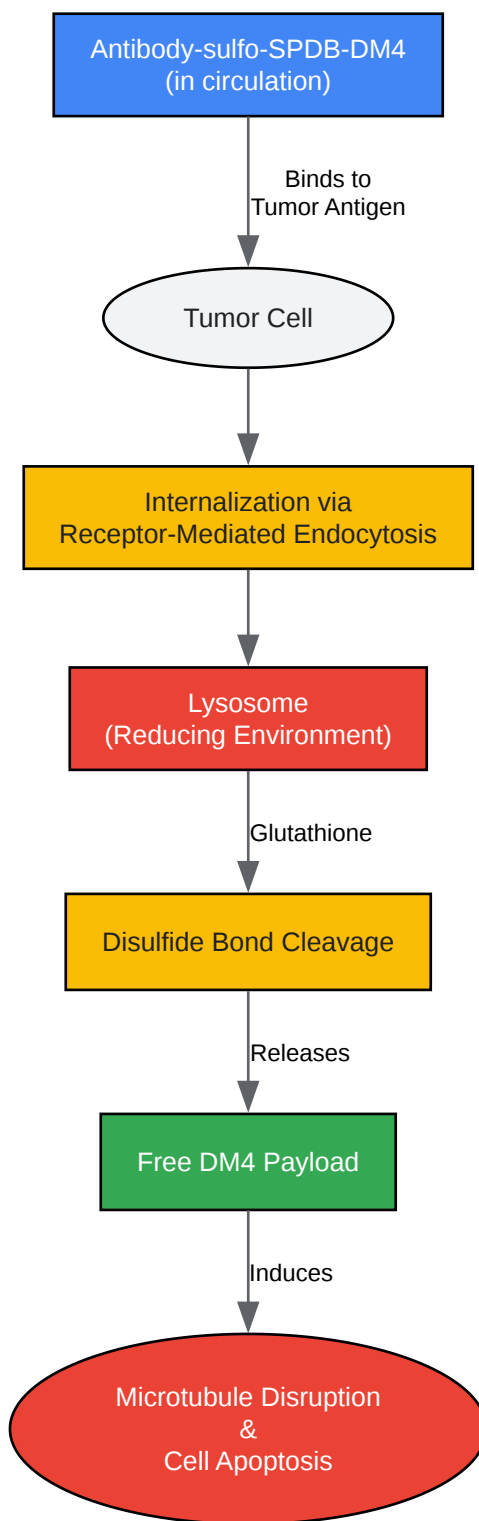 Antibody-sulfo-SPDB-DM4
(in circulation)
Binds to
Tumor Antigen
Tumor Cell
Internalization via
Receptor-Mediated Endocytosis
Lysosome
(Reducing Environment)
Glutathione
Disulfide Bond Cleavage
Releases
Free DM4 Payload
Induces
Microtubule Disruption
&
Cell Apoptosis